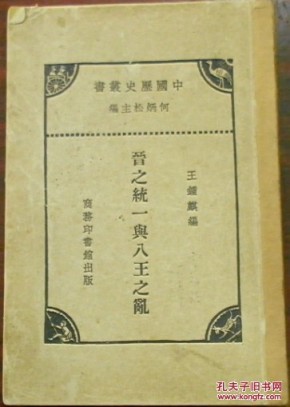 中國歷史叢書
何炳松主編
王鍾麒編
晉之統一與八王之亂
商務印書館出版
孔夫子旧书网